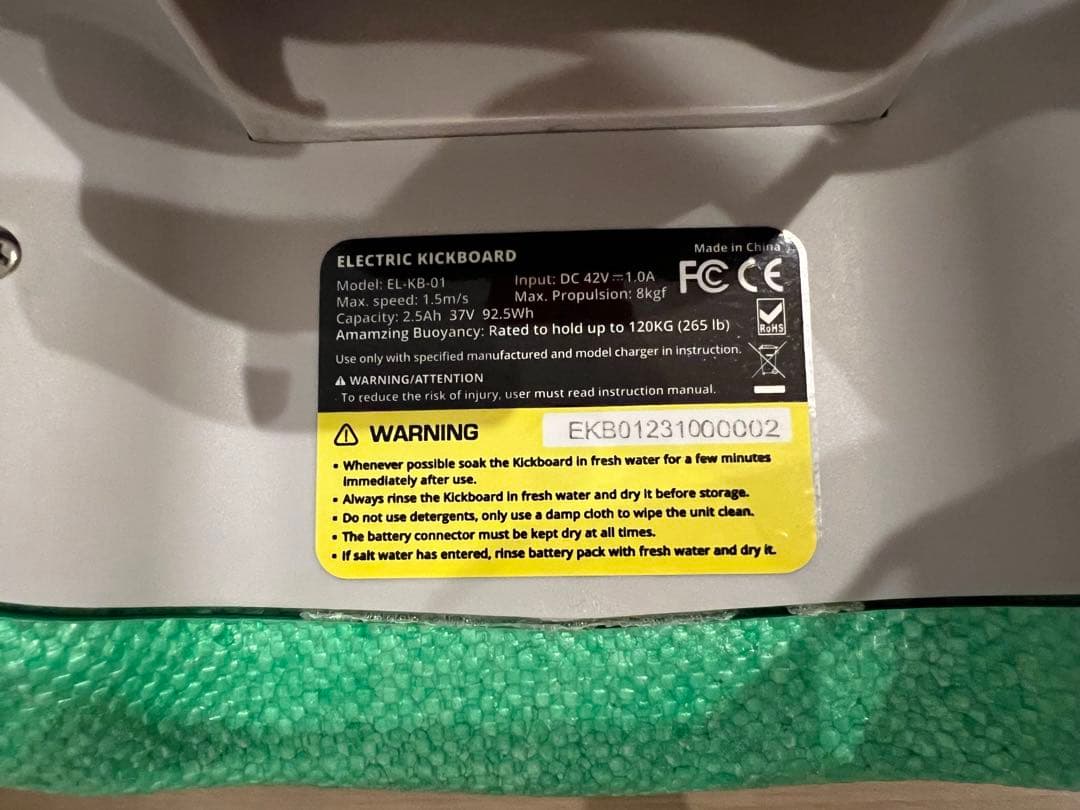 ELECTRIC KICKBOARD
Made in China
Model: EL-KB-01
Input: DC 42V⎓1.0A
FC CE
Max. speed: 1.5m/s
Max. Propulsion: 8kgf
Capacity: 2.5Ah 37V 92.5Wh
Amamzing Buoyancy: Rated to hold up to 120KG (265 lb)
RoHS
Use only with specified manufactured and model charger in instruction.
⚠ WARNING/ATTENTION
To reduce the risk of injury, user must read instruction manual.
⚠ WARNING
EKB01231000002
• Whenever possible soak the Kickboard in fresh water for a few minutes
immediately after use.
• Always rinse the Kickboard in fresh water and dry it before storage.
• Do not use detergents, only use a damp cloth to wipe the unit clean.
• The battery connector must be kept dry at all times.
• If salt water has entered, rinse battery pack with fresh water and dry it.